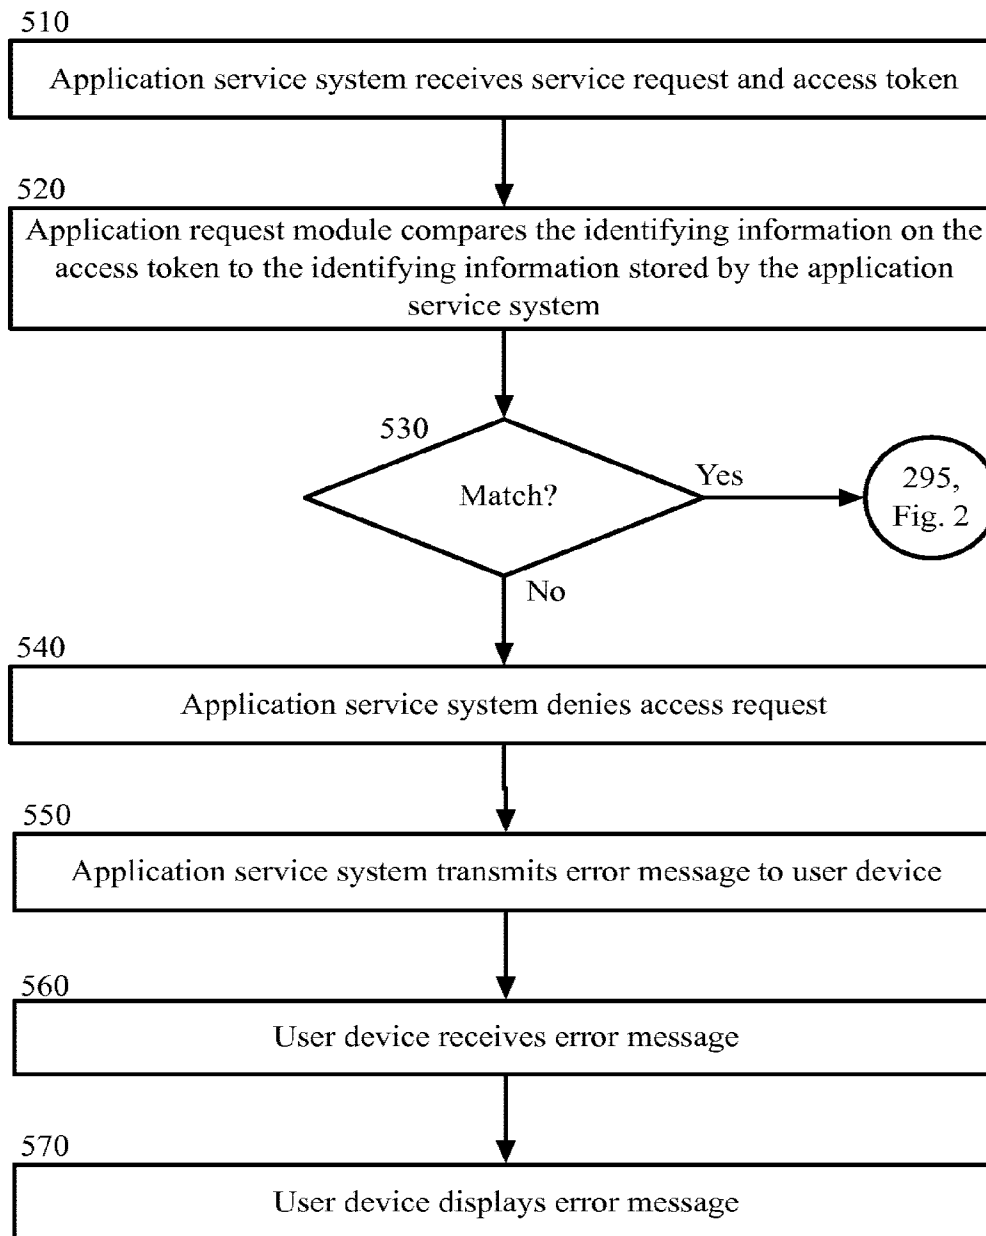 510
Application service system receives service request and access token
520
Application request module compares the identifying information on the
access token to the identifying information stored by the application
service system
530
Match?
Yes
295,
Fig. 2
No
540
Application service system denies access request
550
Application service system transmits error message to user device
560
User device receives error message
570
User device displays error message